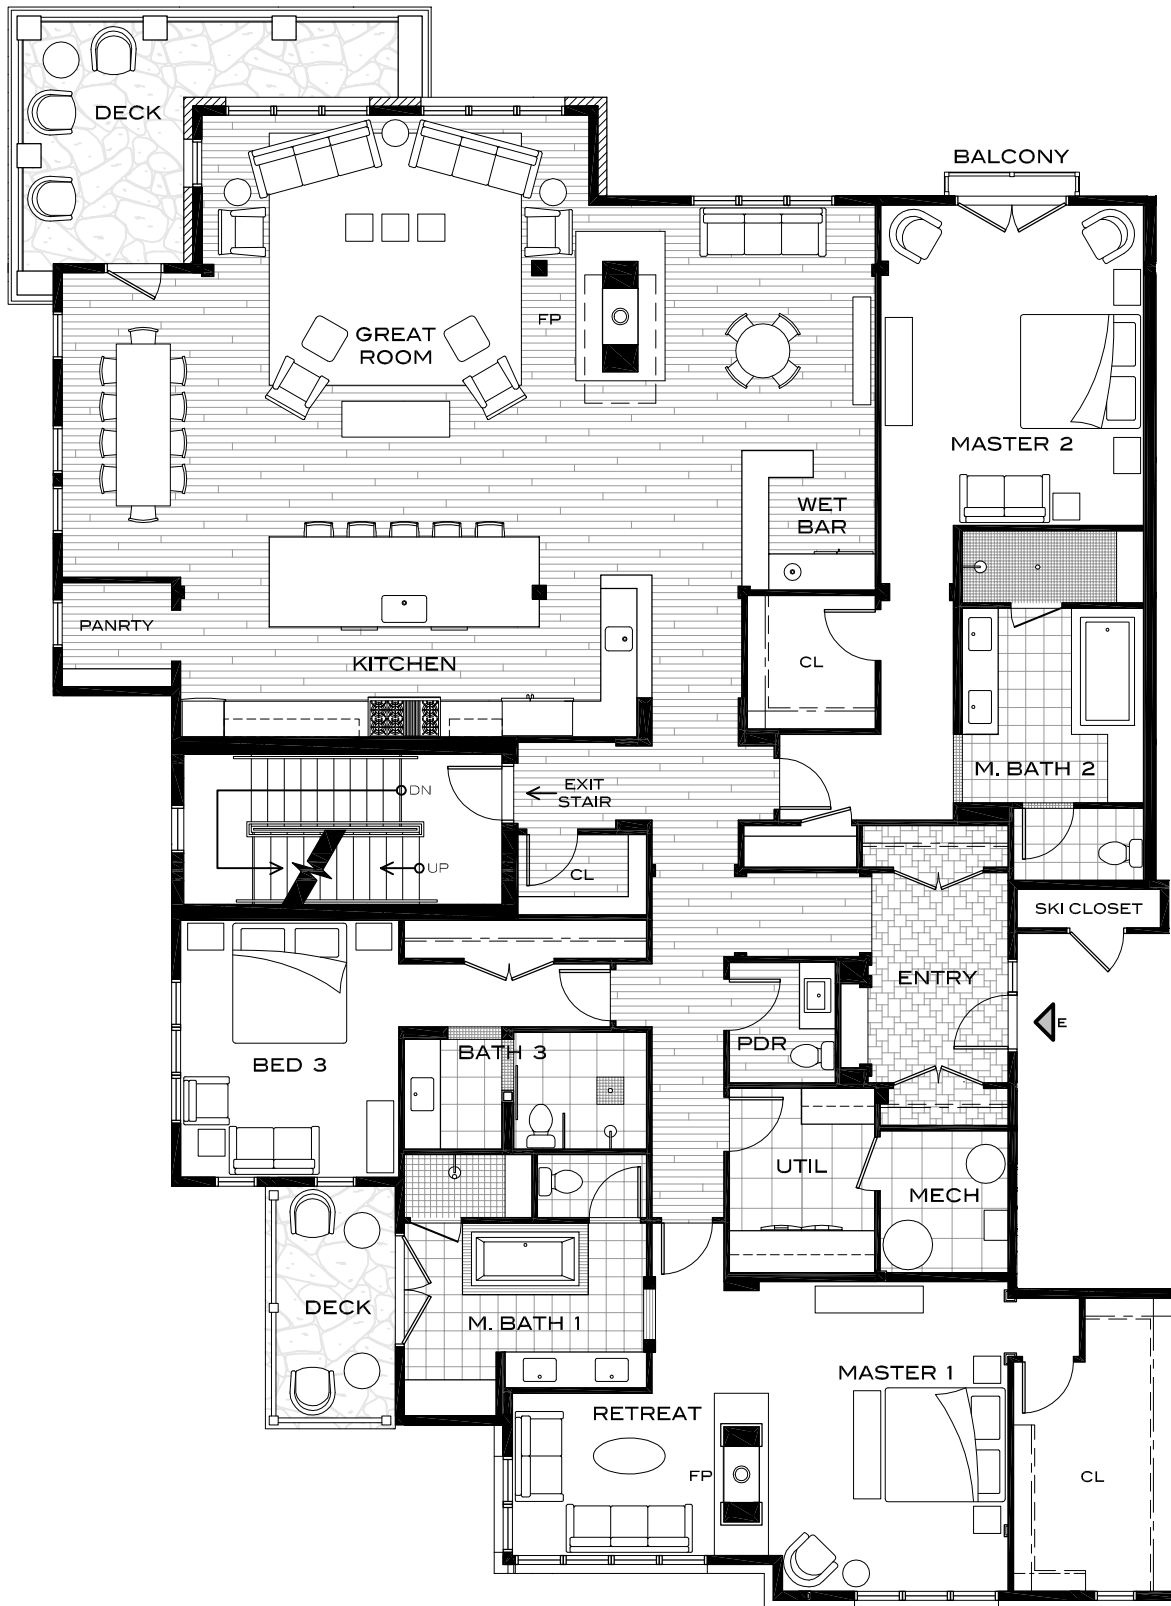 DECK
BALCONY
FP
GREAT
ROOM
MASTER 2
WET
BAR
PANRTY
KITCHEN
CL
M. BATH 2
EXIT
STAIR
DN
UP
CL
SKI CLOSET
ENTRY
E
PDR
BATH 3
BED 3
UTIL
MECH
DECK
M. BATH 1
MASTER 1
RETREAT
FP
CL